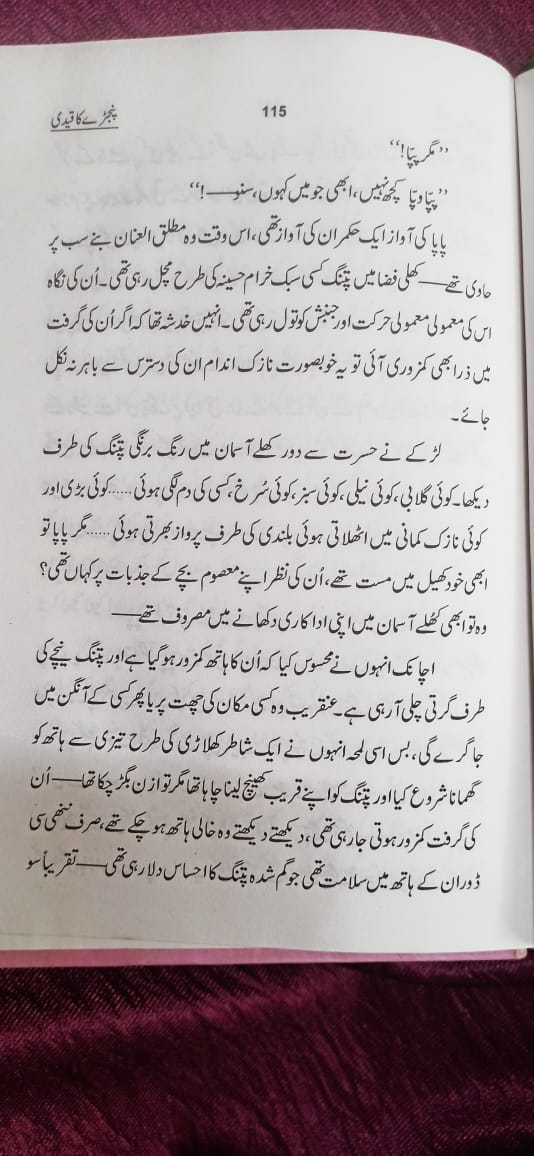 پنجڑے کا قیدی
115
”مگر پپّا!“
”پپّا وپّا کچھ نہیں، ابھی جو میں کہوں، سنو——!“
پاپا کی آواز ایک حکمران کی آواز تھی، اس وقت وہ مطلق العنان بنے سب پر
حاوی تھے—— کھلی فضا میں پتنگ کسی سبک خرام حسینہ کی طرح مچل رہی تھی۔ اُن کی نگاہ
اس کی معمولی معمولی حرکت اور جنبش کو تول رہی تھی۔ انہیں خدشہ تھا کہ اگر اُن کی گرفت
میں ذرا بھی کمزوری آئی تو یہ خوبصورت نازک اندام ان کی دسترس سے باہر نہ نکل
جائے۔
لڑکے نے حسرت سے دور کھلے آسمان میں رنگ برنگی پتنگ کی طرف
دیکھا۔ کوئی گلابی، کوئی نیلی، کوئی سبز، کوئی سُرخ، کسی کی دم لگی ہوئی...... کوئی بڑی اور
کوئی نازک کمانی میں اٹھلاتی ہوئی بلندی کی طرف پرواز بھرتی ہوئی...... مگر پاپا تو
ابھی خود کھیل میں مست تھے، اُن کی نظر اپنے معصوم بچے کے جذبات پر کہاں تھی؟
وہ تو ابھی کُھلے آسمان میں اپنی اداکاری دکھانے میں مصروف تھے——
اچانک انہوں نے محسوس کیا کہ اُن کا ہاتھ کمزور ہو گیا ہے اور پتنگ نیچے کی
طرف گرتی چلی آ رہی ہے۔ عنقریب وہ کسی مکان کی چھت پر یا پھر کسی کے آنگن میں
جا گرے گی، بس اسی لمحہ انہوں نے ایک شاطر کھلاڑی کی طرح تیزی سے ہاتھ کو
گھمانا شروع کیا اور پتنگ کو اپنے قریب کھینچ لینا چاہا تھا مگر توازن بگڑ چکا تھا—— اُن
کی گرفت کمزور ہوتی جا رہی تھی، دیکھتے دیکھتے وہ خالی ہاتھ ہو چکے تھے، صرف ننھی سی
ڈور ان کے ہاتھ میں سلامت تھی جو گم شدہ پتنگ کا احساس دلا رہی تھی—— تقریباً سو